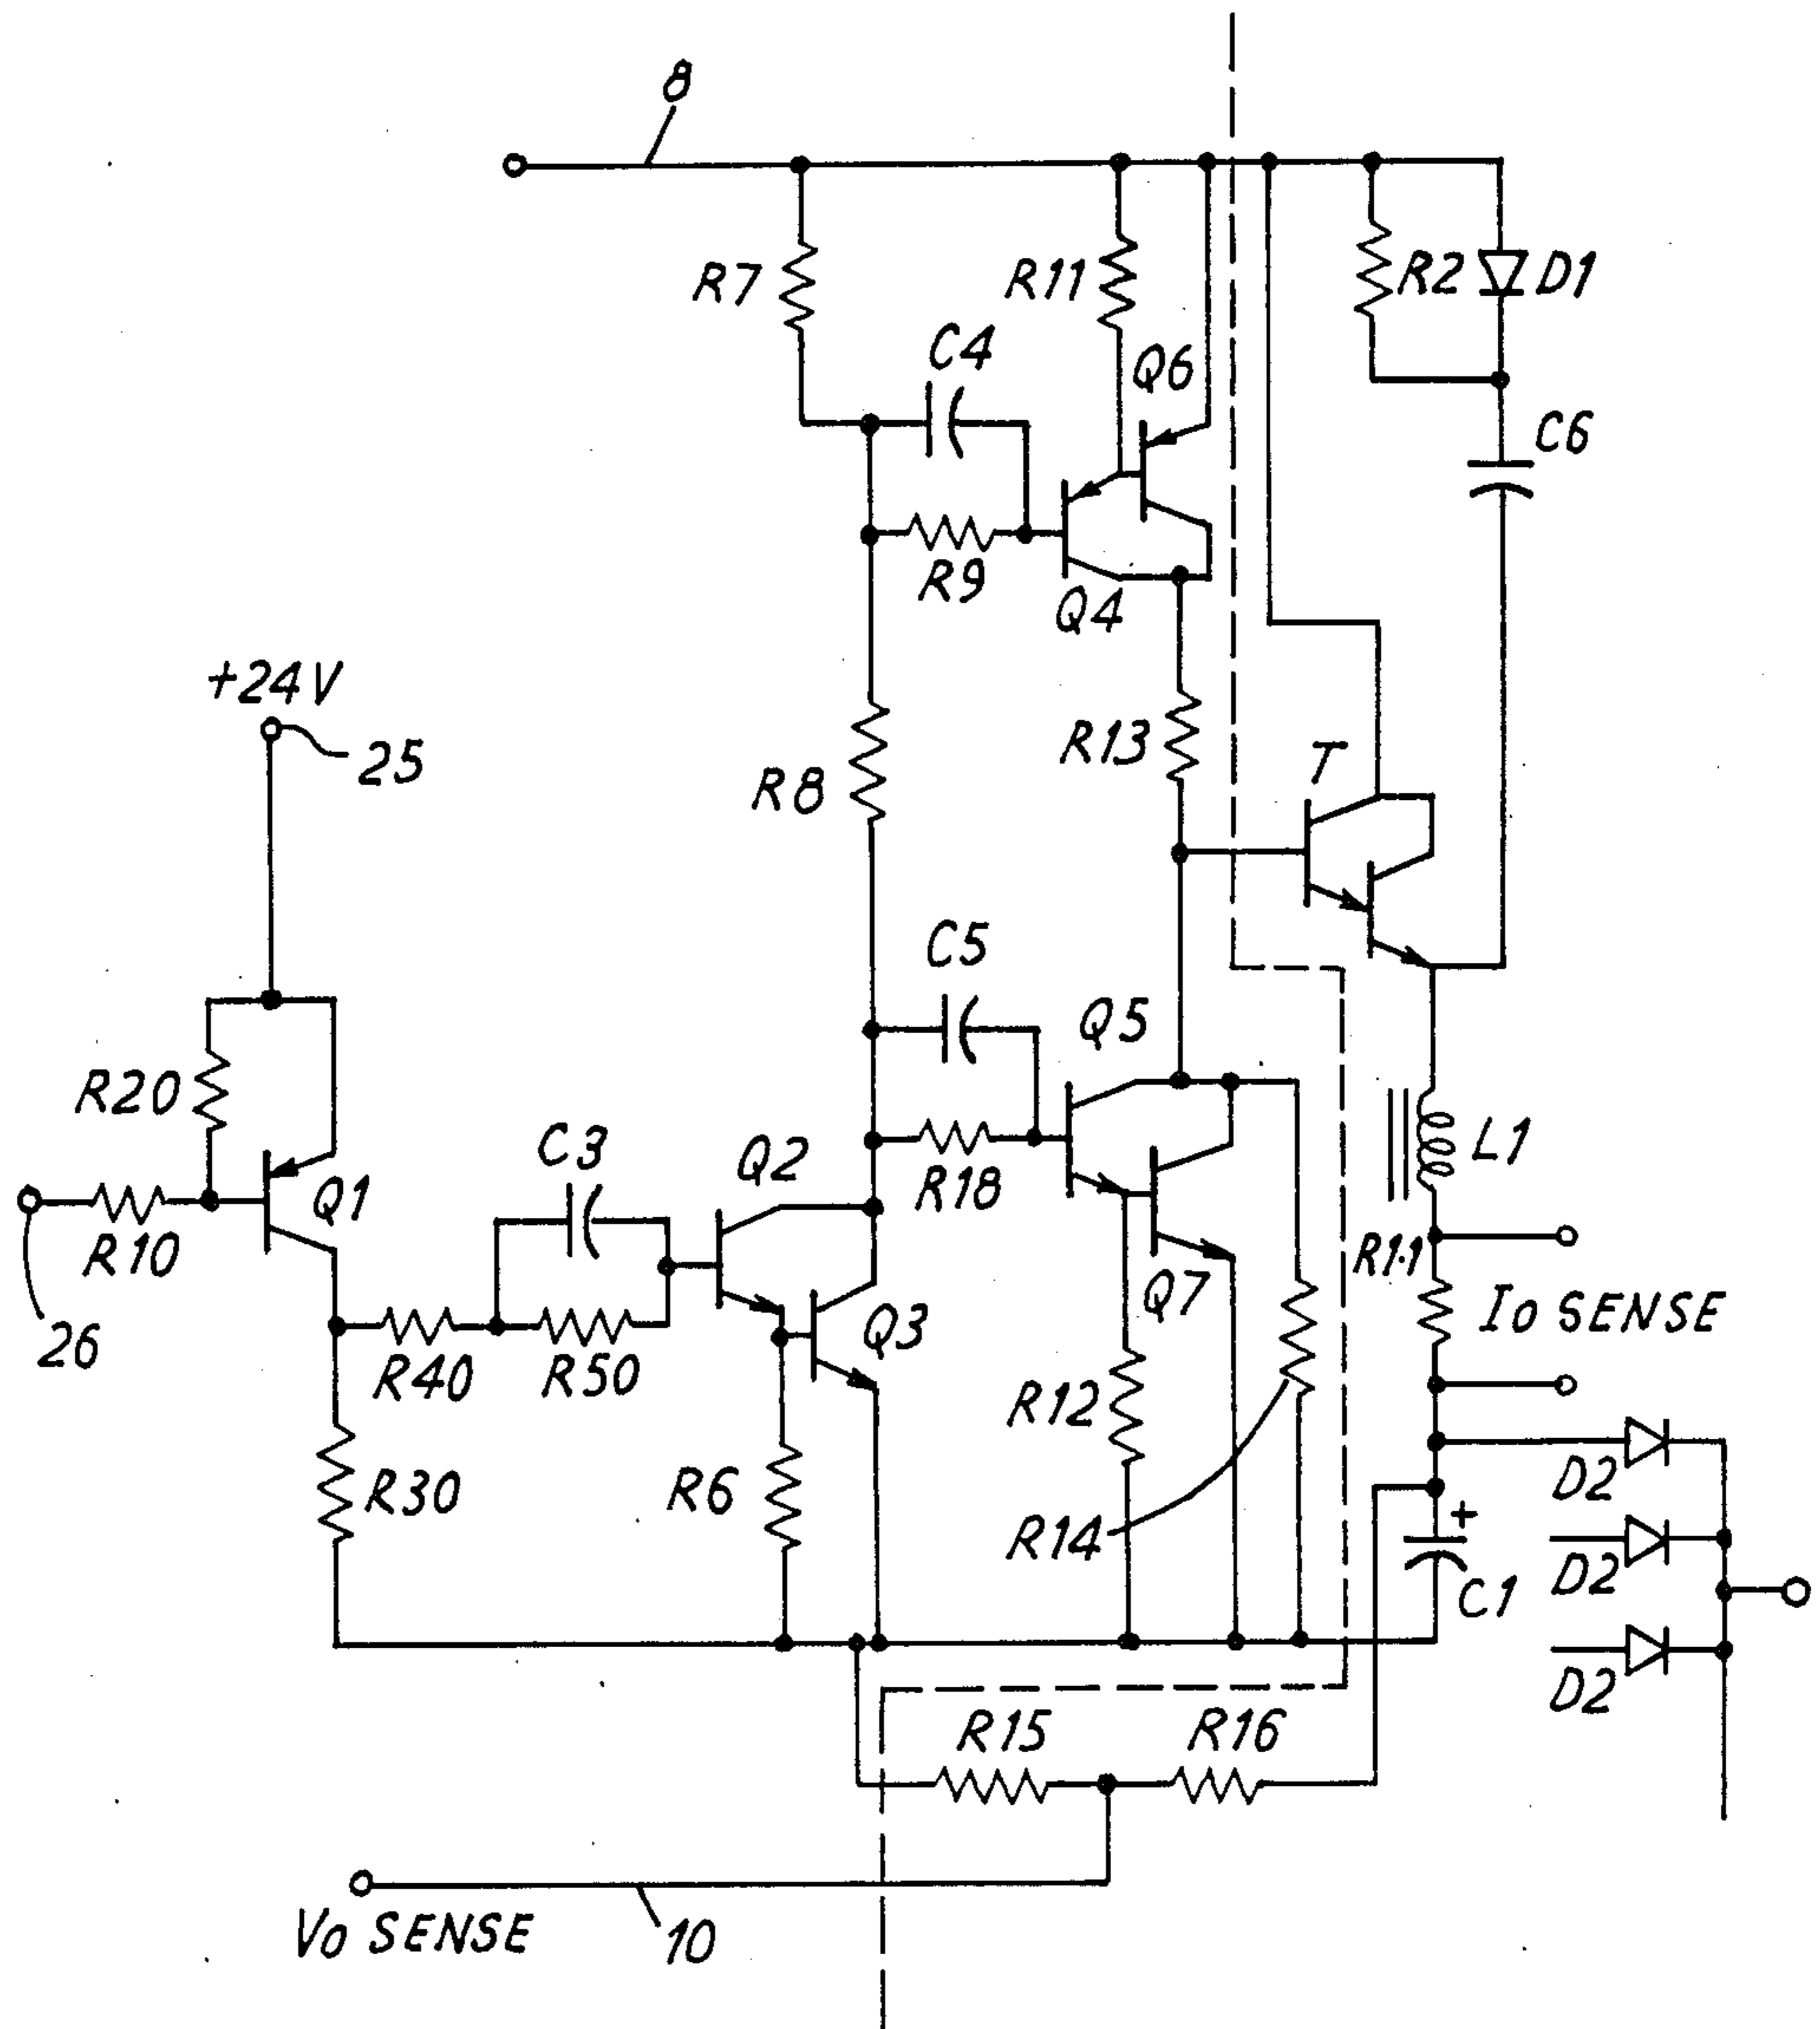 8
R7
R11
R2
D1
C4
Q6
C6
R9
Q4
+24V
25
R13
T
R8
C5
Q5
R20
C3
Q2
L1
Q1
R18
R10
R1.1
Q7
Q3
Io SENSE
26
R40
R50
R12
R30
R6
D2
+
R14
D2
C1
D2
R15
R16
Vo SENSE
10